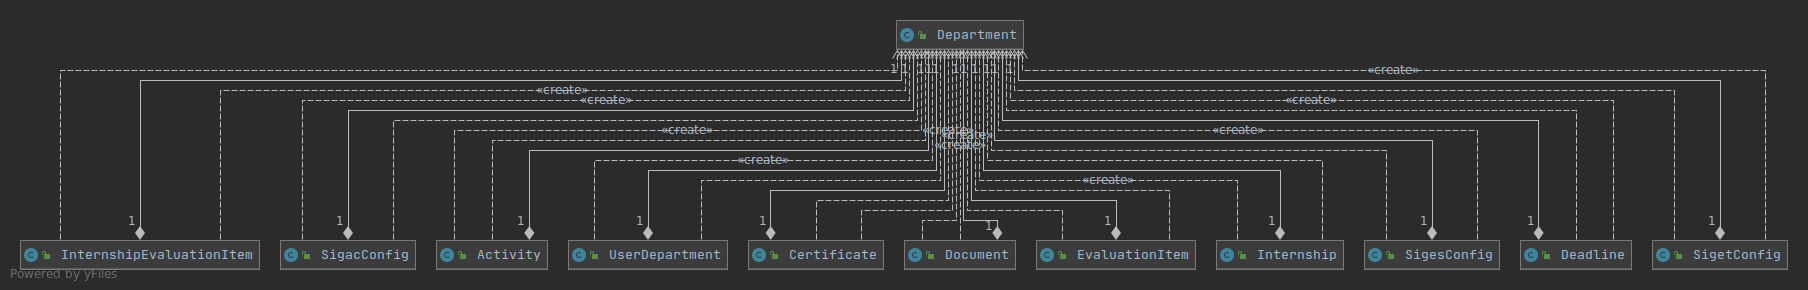 Department
1 1 1 1 1 1 1 1 1 1 1
«create»
«create»
«create»
«create»
«create» «create» «create»
«create»
«create»
«create»
«create»
1 1 1 1 1 1 1 1 1 1 1
InternshipEvaluationItem SigacConfig Activity UserDepartment Certificate Document EvaluationItem Internship SigesConfig Deadline SigetConfig
Powered by yFiles